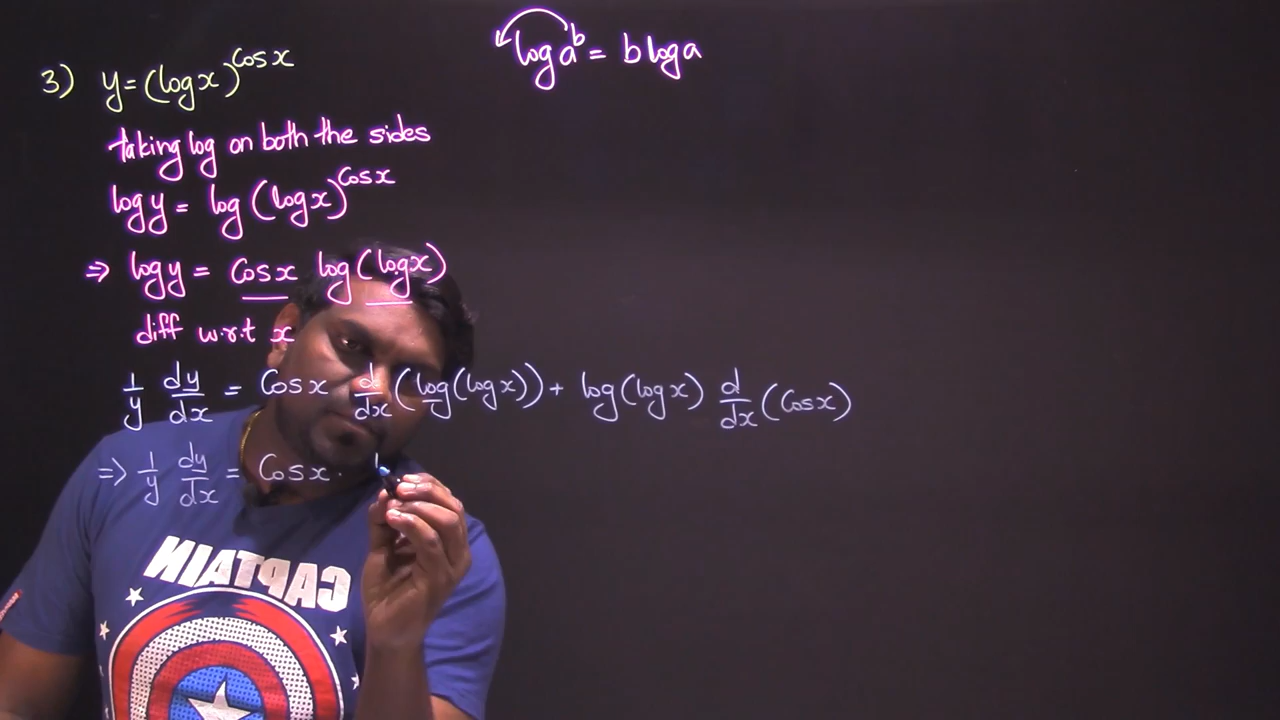 log a^b = b log a
3) y = (log x)^Cos x
taking log on both the sides
log y = log (log x)^Cos x
⇒ log y = Cos x log (log x)
diff w.r.t x
1/y dy/dx = Cos x d/dx (log (log x)) + log (log x) d/dx (Cos x)
⇒ 1/y dy/dx = Cos x · 1
CAPTAIN